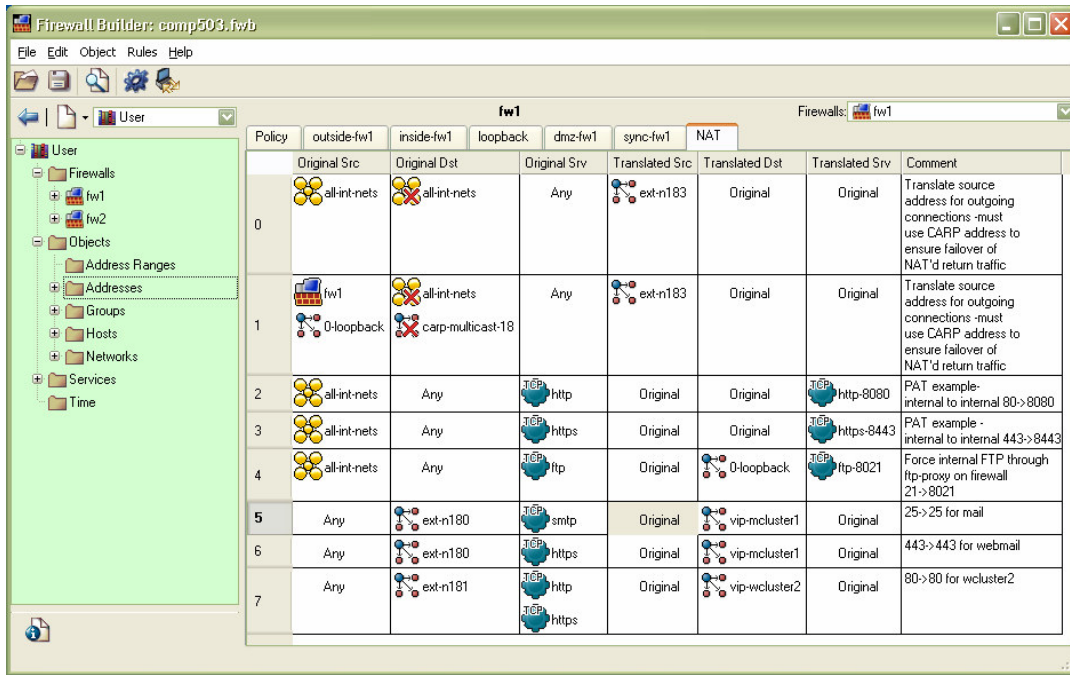 Firewall Builder: comp503.fwb
File Edit Object Rules Help
User
fw1
Firewalls: fw1
Policy outside-fw1 inside-fw1 loopback dmz-fw1 sync-fw1 NAT
User
Firewalls
fw1
fw2
Objects
Address Ranges
Addresses
Groups
Hosts
Networks
Services
Time
Original Src Original Dst Original Srv Translated Src Translated Dst Translated Srv Comment
0 all-int-nets all-int-nets Any ext-n183 Original Original Translate source
address for outgoing
connections -must
use CARP address to
ensure failover of
NAT'd return traffic
1 fw1 all-int-nets Any ext-n183 Original Original Translate source
0-loopback carp-multicast-18 address for outgoing
connections -must
use CARP address to
ensure failover of
NAT'd return traffic
2 all-int-nets Any TCP http Original Original TCP http-8080 PAT example-
internal to internal 80->8080
3 all-int-nets Any TCP https Original Original TCP https-8443 PAT example -
internal to internal 443->8443
4 all-int-nets Any TCP ftp Original 0-loopback TCP ftp-8021 Force internal FTP through
ftp-proxy on firewall
21->8021
5 Any ext-n180 TCP smtp Original vip-mcluster1 Original 25->25 for mail
6 Any ext-n180 TCP https Original vip-mcluster1 Original 443->443 for webmail
7 Any ext-n181 TCP http Original vip-wcluster2 Original 80->80 for wcluster2
TCP https